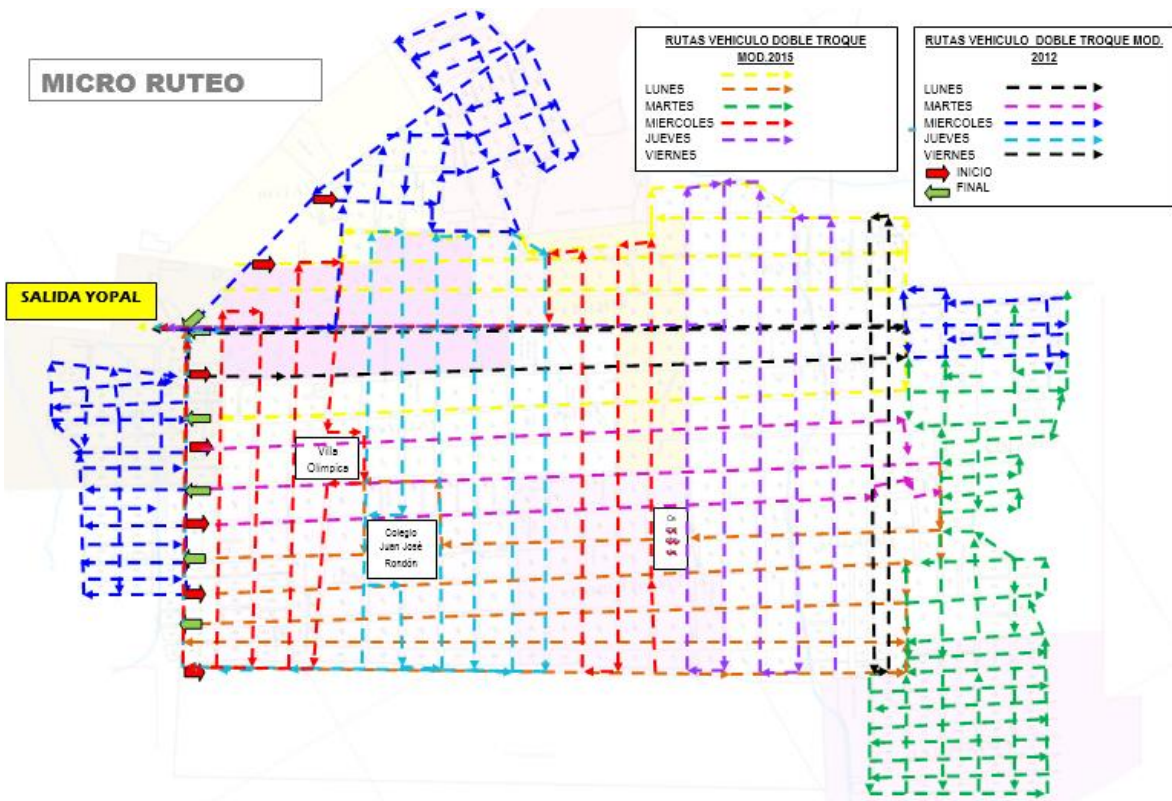 MICRO RUTEO
RUTAS VEHICULO DOBLE TROQUE
MOD.2015
LUNES
MARTES
MIERCOLES
JUEVES
VIERNES
RUTAS VEHICULO DOBLE TROQUE MOD.
2012
LUNES
MARTES
MIERCOLES
JUEVES
VIERNES
INICIO
FINAL
SALIDA YOPAL
Villa
Olimpica
Colegio
Juan José
Rondón